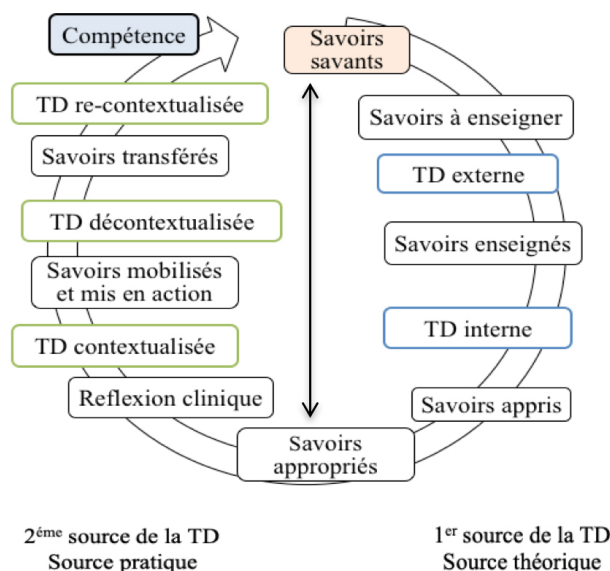 Compétence
Savoirs
savants
TD re-contextualisée
Savoirs à enseigner
Savoirs transférés
TD externe
TD décontextualisée
Savoirs enseignés
Savoirs mobilisés
et mis en action
TD interne
TD contextualisée
Reflexion clinique
Savoirs appris
Savoirs
appropriés
2éme source de la TD
Source pratique
1er source de la TD
Source théorique